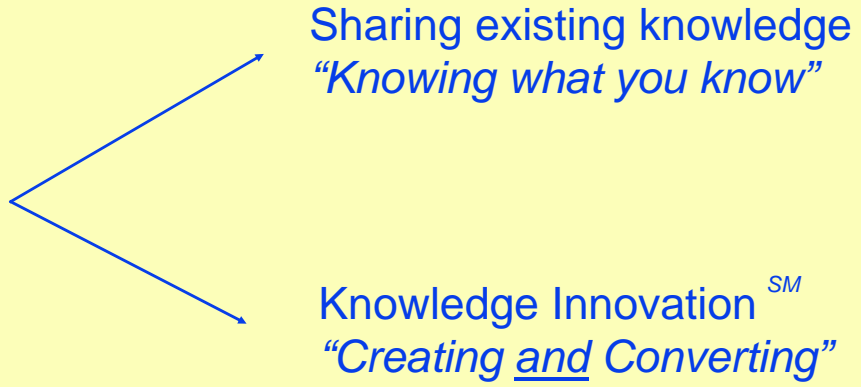 Sharing existing knowledge
“Knowing what you know”
Knowledge Innovation SM
“Creating and Converting”